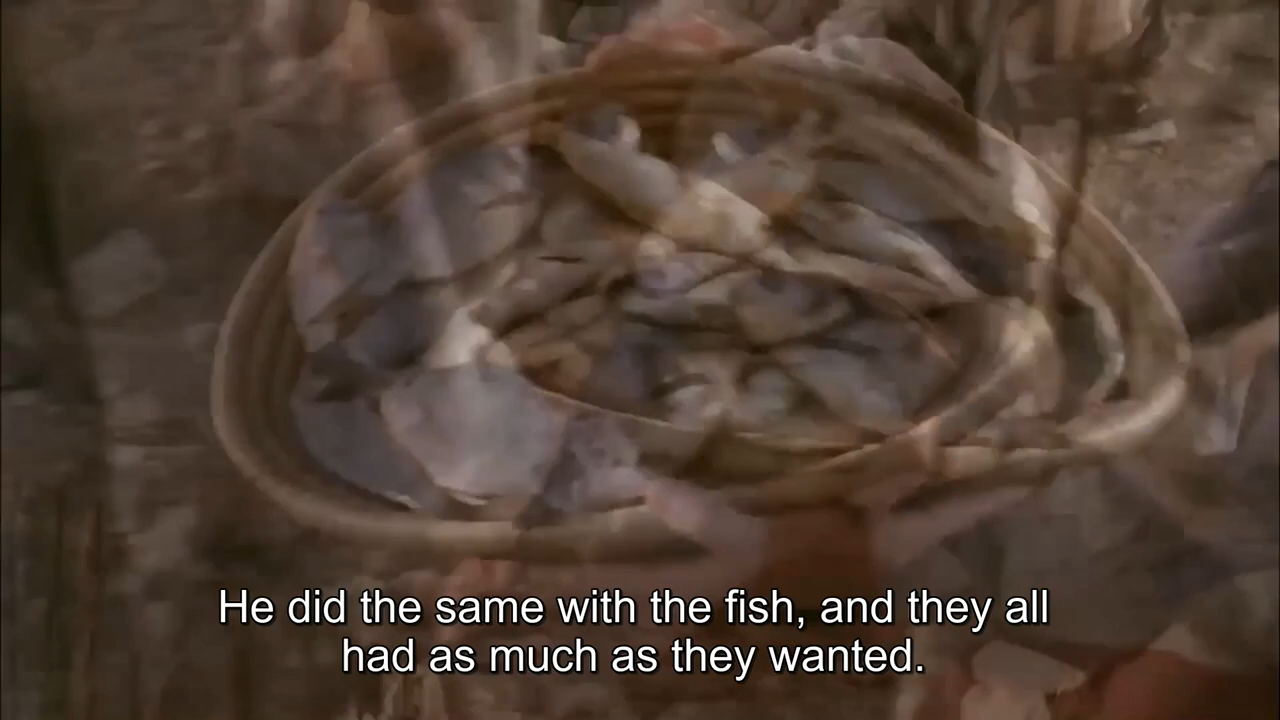 He did the same with the fish, and they all
had as much as they wanted.